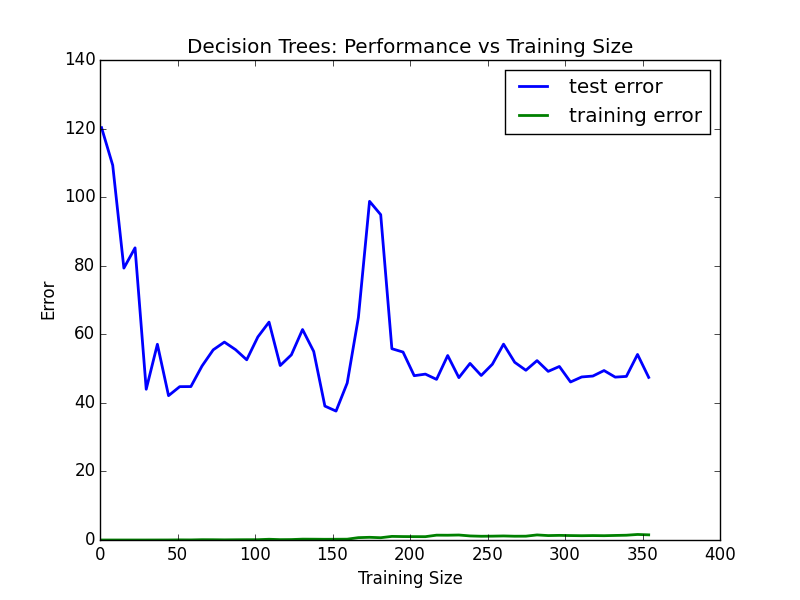 Decision Trees: Performance vs Training Size
140
120
100
80
60
40
20
0
Error
test error
training error
0 50 100 150 200 250 300 350 400
Training Size